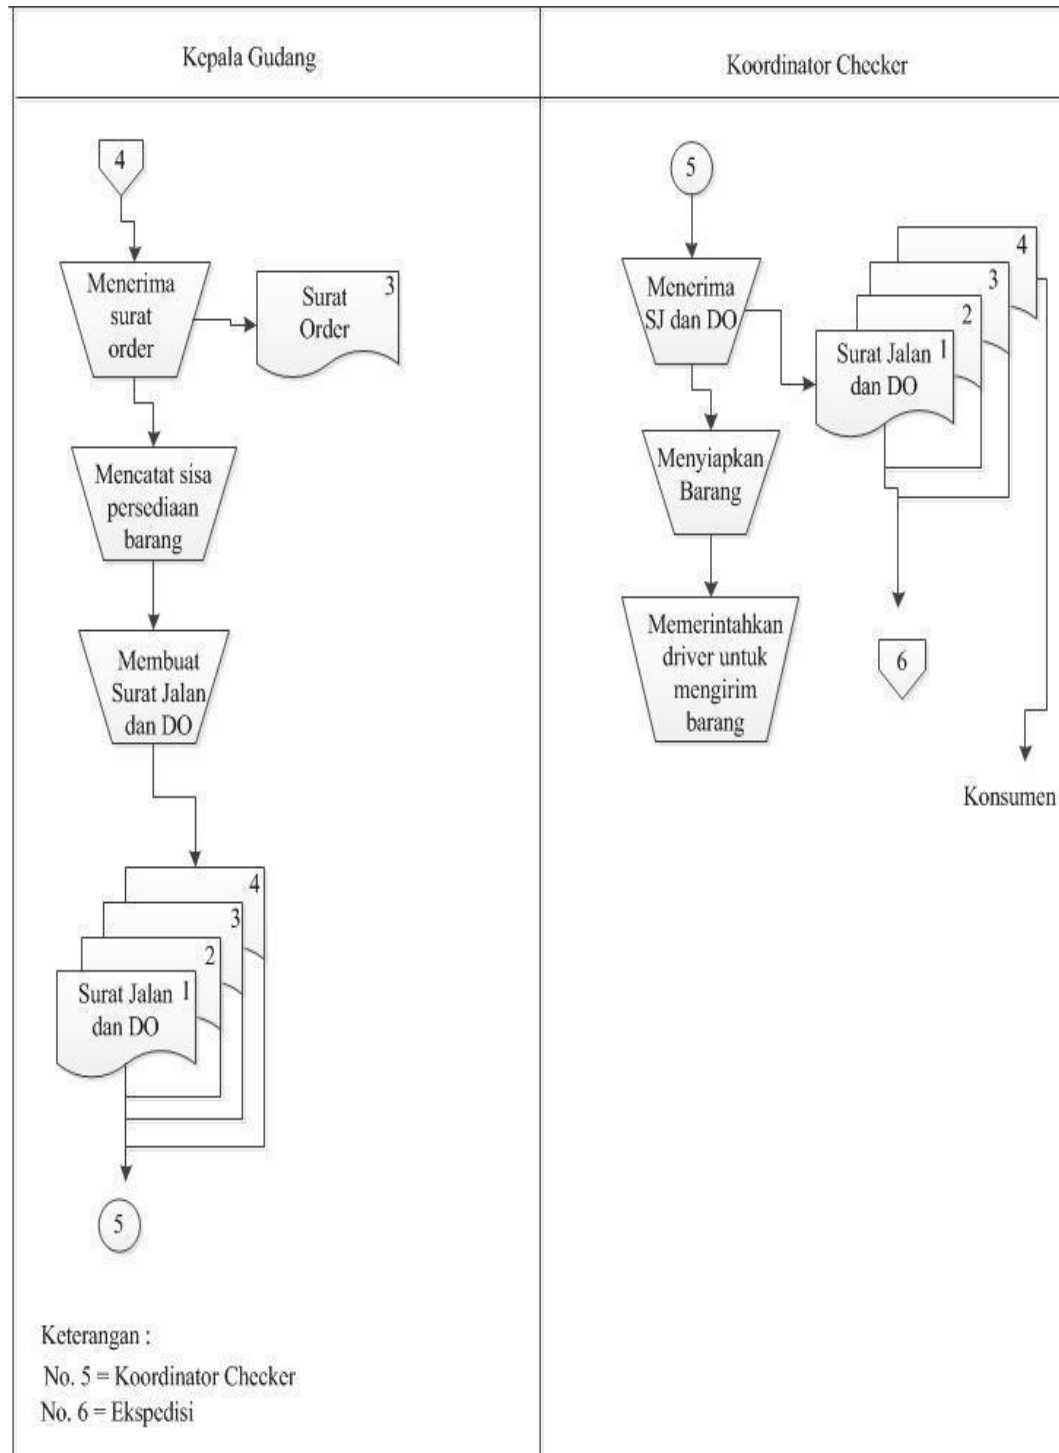 Kepala Gudang
Koordinator Checker
4
Menerima
surat
order
Surat
Order
3
Mencatat sisa
persediaan
barang
Membuat
Surat Jalan
dan DO
4
3
2
Surat Jalan 1
dan DO
5
Keterangan :
No. 5 = Koordinator Checker
No. 6 = Ekspedisi
5
Menerima
SJ dan DO
4
3
2
Surat Jalan 1
dan DO
Menyiapkan
Barang
Memerintahkan
driver untuk
mengirim
barang
6
Konsumen